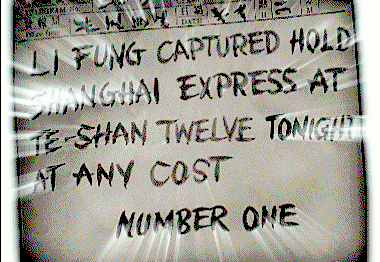 LI FUNG CAPTURED HOLD
SHANGHAI EXPRESS AT
TE-SHAN TWELVE TONIGHT
AT ANY COST
NUMBER ONE